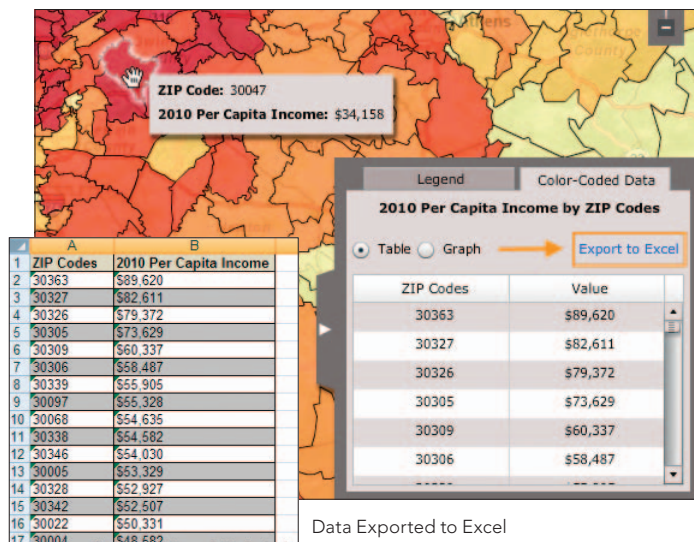 Athens
County
ZIP Code: 30047
2010 Per Capita Income: $34,158
Legend
Color-Coded Data
2010 Per Capita Income by ZIP Codes
Table Graph Export to Excel
ZIP Codes Value
30363 $89,620
30327 $82,611
30326 $79,372
30305 $73,629
30309 $60,337
30306 $58,487
A B
1 ZIP Codes 2010 Per Capita Income
2 30363 $89,620
3 30327 $82,611
4 30326 $79,372
5 30305 $73,629
6 30309 $60,337
7 30306 $58,487
8 30339 $55,905
9 30097 $55,328
10 30068 $54,635
11 30338 $54,582
12 30346 $54,030
13 30005 $53,329
14 30328 $52,927
15 30342 $52,507
16 30022 $50,331
17 30004 $48,582
Data Exported to Excel